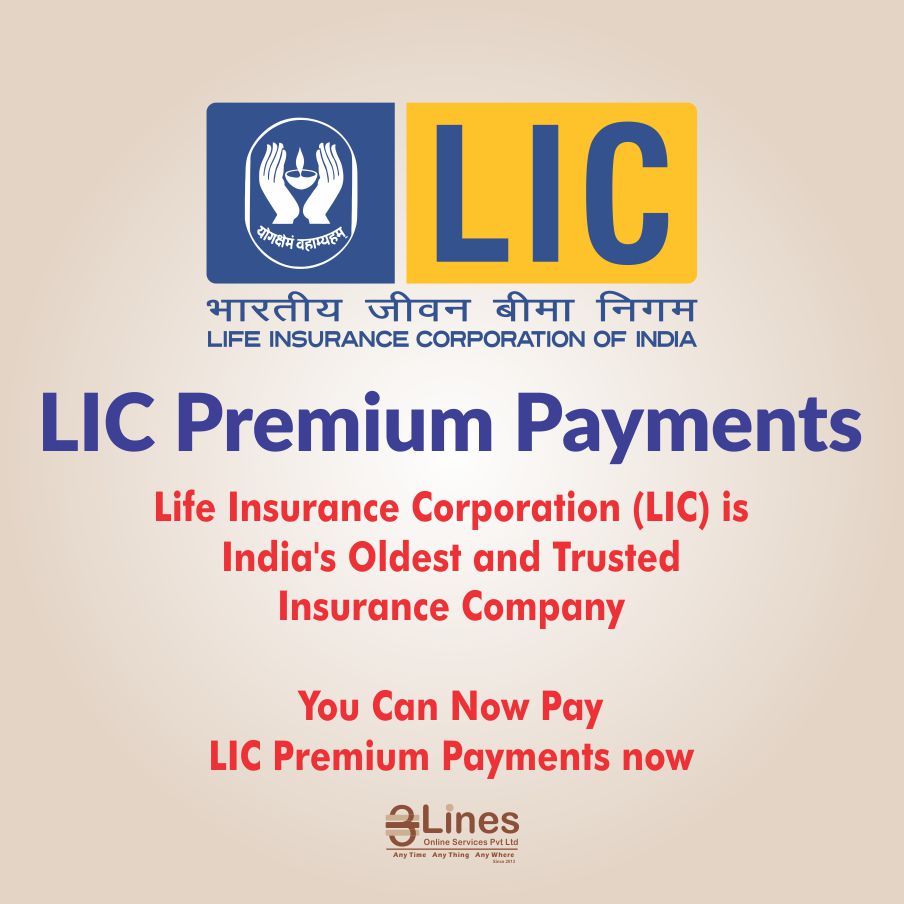 योगक्षेमं वहाम्यहम्
LIC
भारतीय जीवन बीमा निगम
LIFE INSURANCE CORPORATION OF INDIA
LIC Premium Payments
Life Insurance Corporation (LIC) is
India's Oldest and Trusted
Insurance Company
You Can Now Pay
LIC Premium Payments now
3Lines
Online Services Pvt Ltd
Any Time Any Thing Any Where
Since 2013